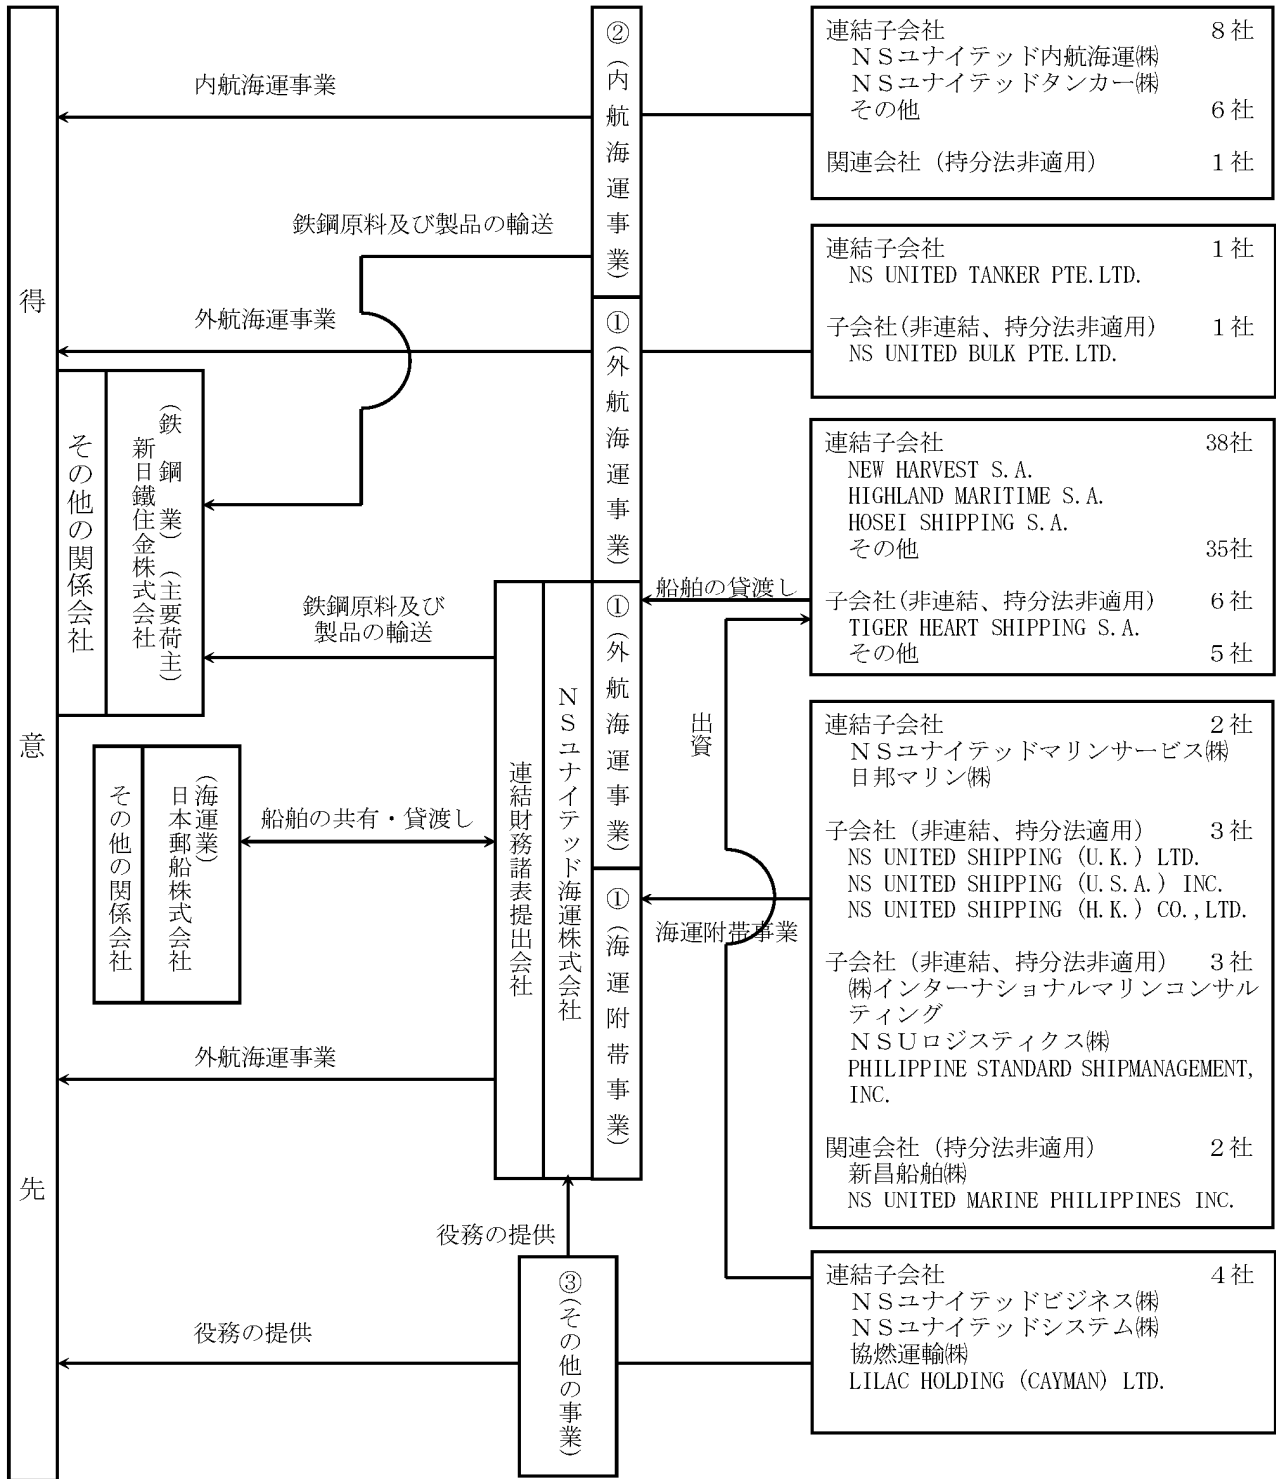 得意先
内航海運事業
鉄鋼原料及び製品の輸送
外航海運事業
(鉄鋼業)(主要荷主)
新日鐵住金株式会社
その他の関係会社
鉄鋼原料及び
製品の輸送
(海運業)
日本郵船株式会社
その他の関係会社
船舶の共有・貸渡し
外航海運事業
役務の提供
役務の提供
②(内航海運事業)
①(外航海運事業)
①(外航海運事業)
①(海運附帯事業)
NSユナイテッド海運株式会社
連結財務諸表提出会社
③(その他の事業)
船舶の貸渡し
出資
海運附帯事業
連結子会社 8社
NSユナイテッド内航海運㈱
NSユナイテッドタンカー㈱
その他 6社
関連会社(持分法非適用) 1社
連結子会社 1社
NS UNITED TANKER PTE.LTD.
子会社(非連結、持分法非適用) 1社
NS UNITED BULK PTE.LTD.
連結子会社 38社
NEW HARVEST S.A.
HIGHLAND MARITIME S.A.
HOSEI SHIPPING S.A.
その他 35社
子会社(非連結、持分法非適用) 6社
TIGER HEART SHIPPING S.A.
その他 5社
連結子会社 2社
NSユナイテッドマリンサービス㈱
日邦マリン㈱
子会社(非連結、持分法適用) 3社
NS UNITED SHIPPING (U.K.) LTD.
NS UNITED SHIPPING (U.S.A.) INC.
NS UNITED SHIPPING (H.K.) CO.,LTD.
子会社(非連結、持分法非適用) 3社
㈱インターナショナルマリンコンサル
ティング
NSUロジスティクス㈱
PHILIPPINE STANDARD SHIPMANAGEMENT,
INC.
関連会社(持分法非適用) 2社
新昌船舶㈱
NS UNITED MARINE PHILIPPINES INC.
連結子会社 4社
NSユナイテッドビジネス㈱
NSユナイテッドシステム㈱
協燃運輸㈱
LILAC HOLDING (CAYMAN) LTD.